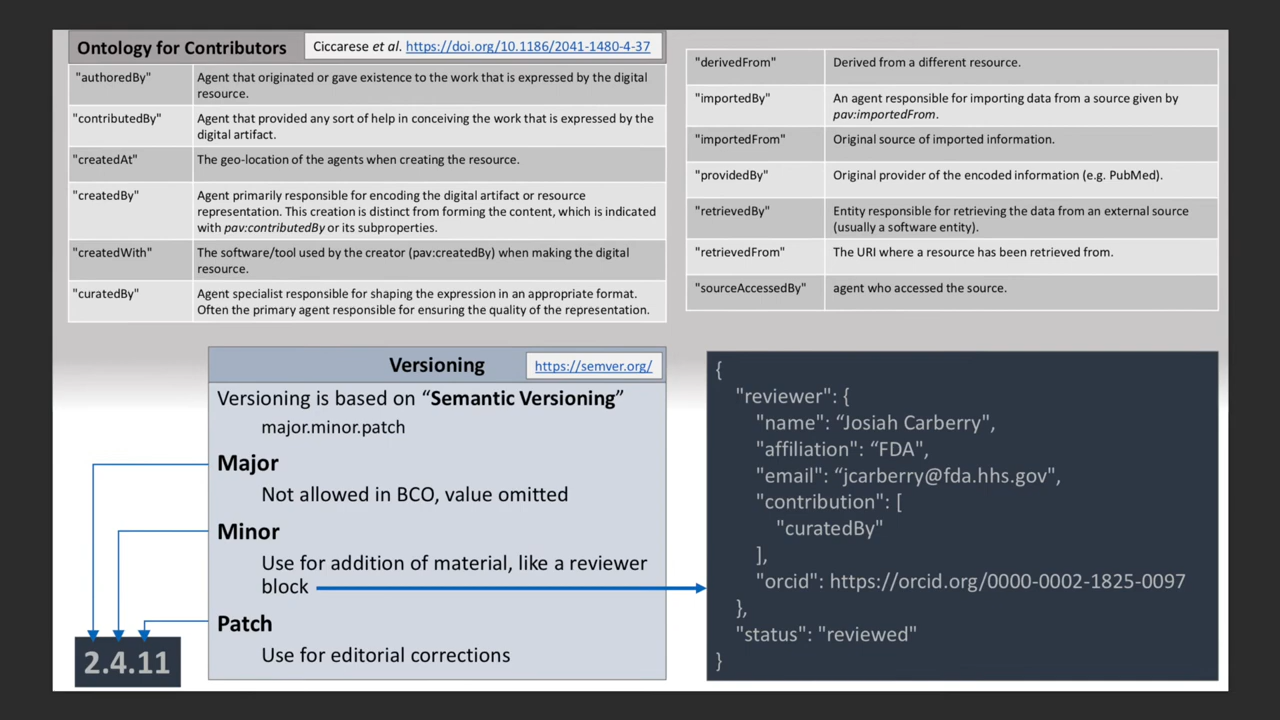 Ontology for Contributors
Ciccarese et al. https://doi.org/10.1186/2041-1480-4-37
"authoredBy"
Agent that originated or gave existence to the work that is expressed by the digital
resource.
"contributedBy"
Agent that provided any sort of help in conceiving the work that is expressed by the
digital artifact.
"createdAt"
The geo-location of the agents when creating the resource.
"createdBy"
Agent primarily responsible for encoding the digital artifact or resource
representation. This creation is distinct from forming the content, which is indicated
with pav:contributedBy or its subproperties.
"createdWith"
The software/tool used by the creator (pav:createdBy) when making the digital
resource.
"curatedBy"
Agent specialist responsible for shaping the expression in an appropriate format.
Often the primary agent responsible for ensuring the quality of the representation.
"derivedFrom"
Derived from a different resource.
"importedBy"
An agent responsible for importing data from a source given by
pav:importedFrom.
"importedFrom"
Original source of imported information.
"providedBy"
Original provider of the encoded information (e.g. PubMed).
"retrievedBy"
Entity responsible for retrieving the data from an external source
(usually a software entity).
"retrievedFrom"
The URI where a resource has been retrieved from.
"sourceAccessedBy"
agent who accessed the source.
Versioning
https://semver.org/
Versioning is based on “Semantic Versioning”
major.minor.patch
Major
Not allowed in BCO, value omitted
Minor
Use for addition of material, like a reviewer
block
Patch
Use for editorial corrections
2.4.11
{
"reviewer": {
"name": “Josiah Carberry",
"affiliation": “FDA",
"email": “jcarberry@fda.hhs.gov",
"contribution": [
"curatedBy"
],
"orcid": https://orcid.org/0000-0002-1825-0097
},
"status": "reviewed"
}